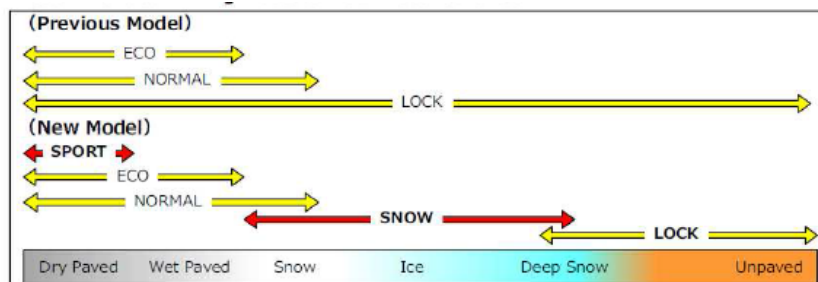 (Previous Model)
ECO
NORMAL
LOCK
(New Model)
SPORT
ECO
NORMAL
SNOW
LOCK
Dry Paved Wet Paved Snow Ice Deep Snow Unpaved